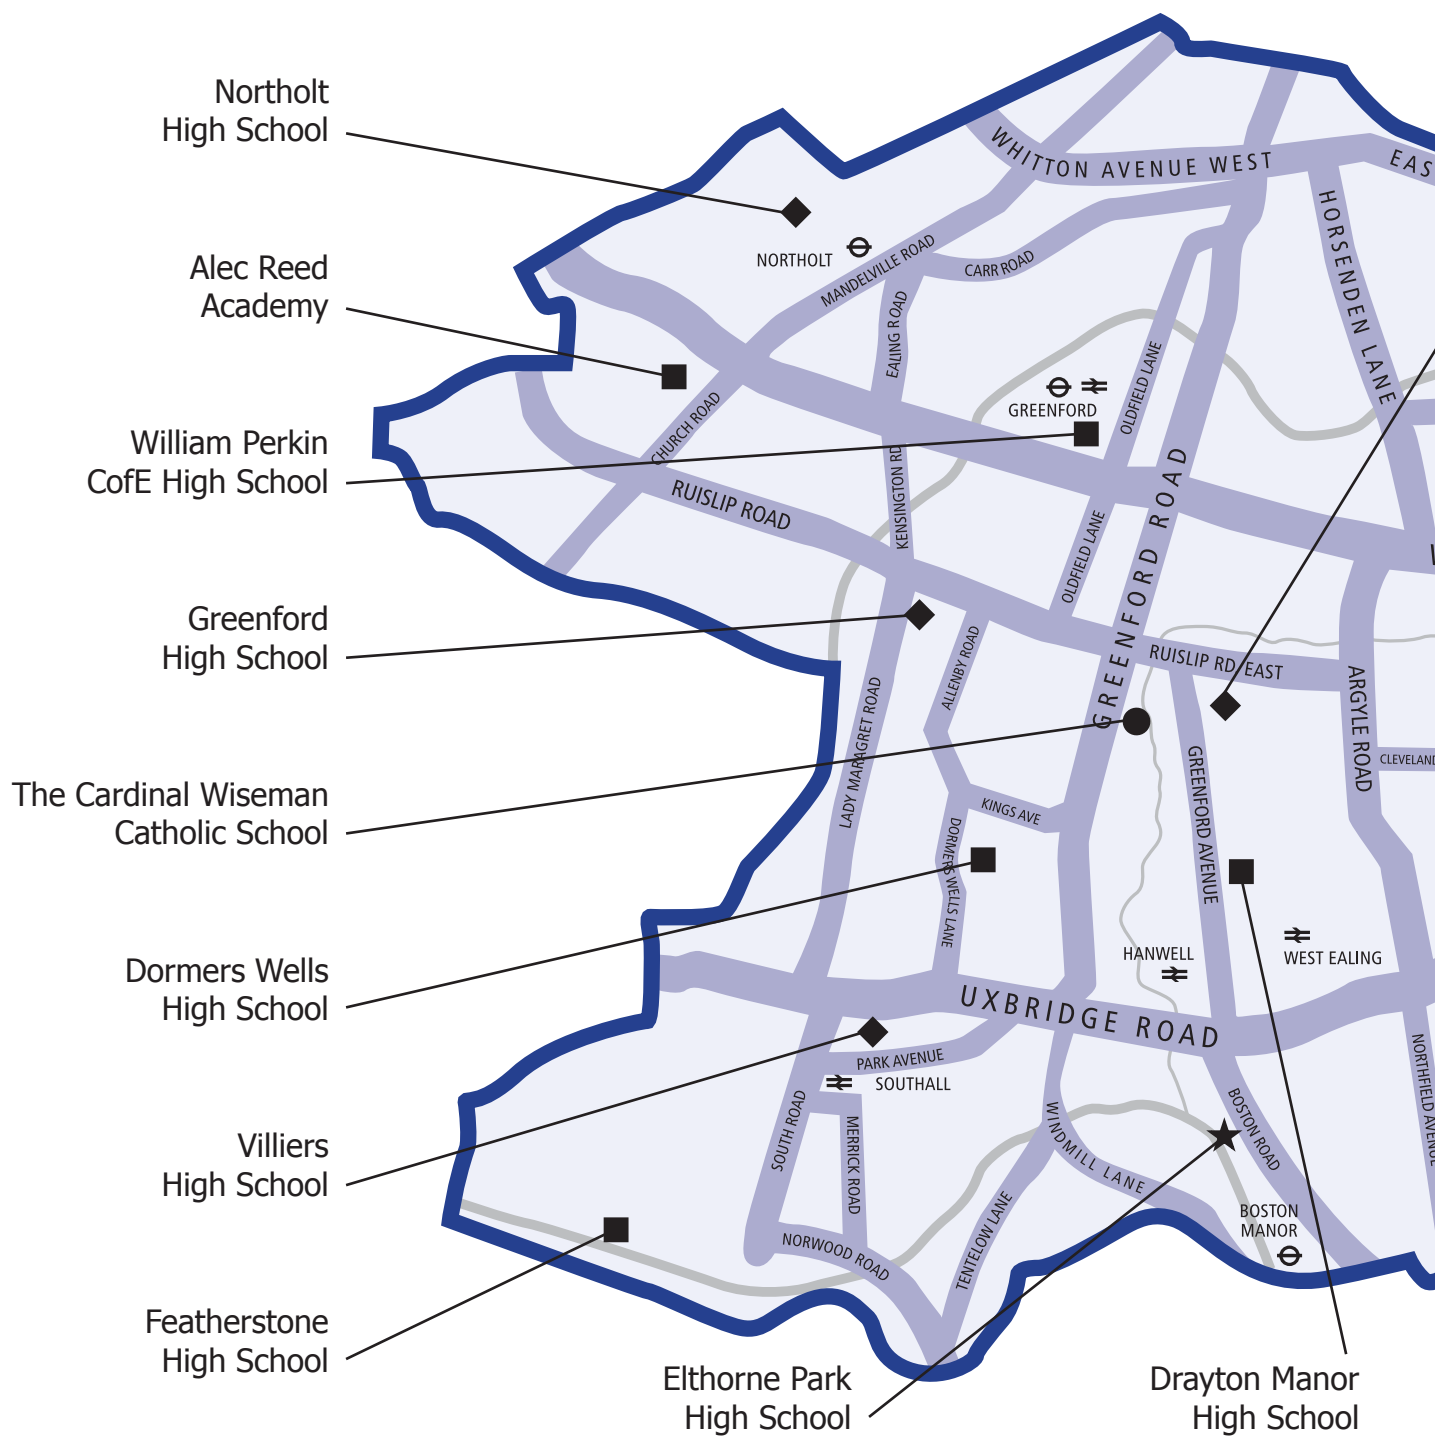 Northolt
High School
Alec Reed
Academy
William Perkin
CofE High School
Greenford
High School
The Cardinal Wiseman
Catholic School
Dormers Wells
High School
Villiers
High School
Featherstone
High School
Elthorne Park
High School
Drayton Manor
High School
WHITTON AVENUE WEST
EAS
HORSENDEN LANE
NORTHOLT
MANDELVILLE ROAD
CARR ROAD
EALING ROAD
OLDFIELD LANE
GREENFORD
CHURCH ROAD
KENSINGTON RD
RUISLIP ROAD
OLDFIELD LANE
GREENFORD ROAD
ALLENBY ROAD
RUISLIP RD EAST
ARGYLE ROAD
LADY MARAGRET ROAD
GREENFORD AVENUE
CLEVELAND
KINGS AVE
DORMERS WELLS LANE
HANWELL
WEST EALING
UXBRIDGE ROAD
PARK AVENUE
SOUTHALL
NORTHFIELD AVENUE
SOUTH ROAD
MERRICK ROAD
WINDMILL LANE
BOSTON ROAD
BOSTON
MANOR
NORWOOD ROAD
TENTELOW LANE